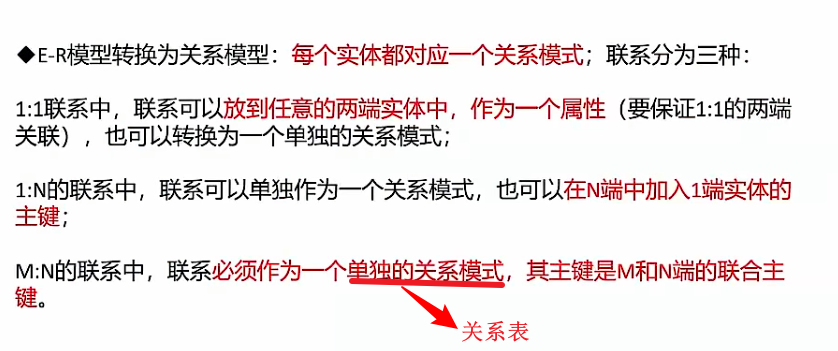 ◆E-R模型转换为关系模型：每个实体都对应一个关系模式；联系分为三种：
1:1联系中，联系可以放到任意的两端实体中，作为一个属性（要保证1:1的两端
关联），也可以转换为一个单独的关系模式；
1:N的联系中，联系可以单独作为一个关系模式，也可以在N端中加入1端实体的
主键；
M:N的联系中，联系必须作为一个单独的关系模式，其主键是M和N端的联合主
键。
关系表